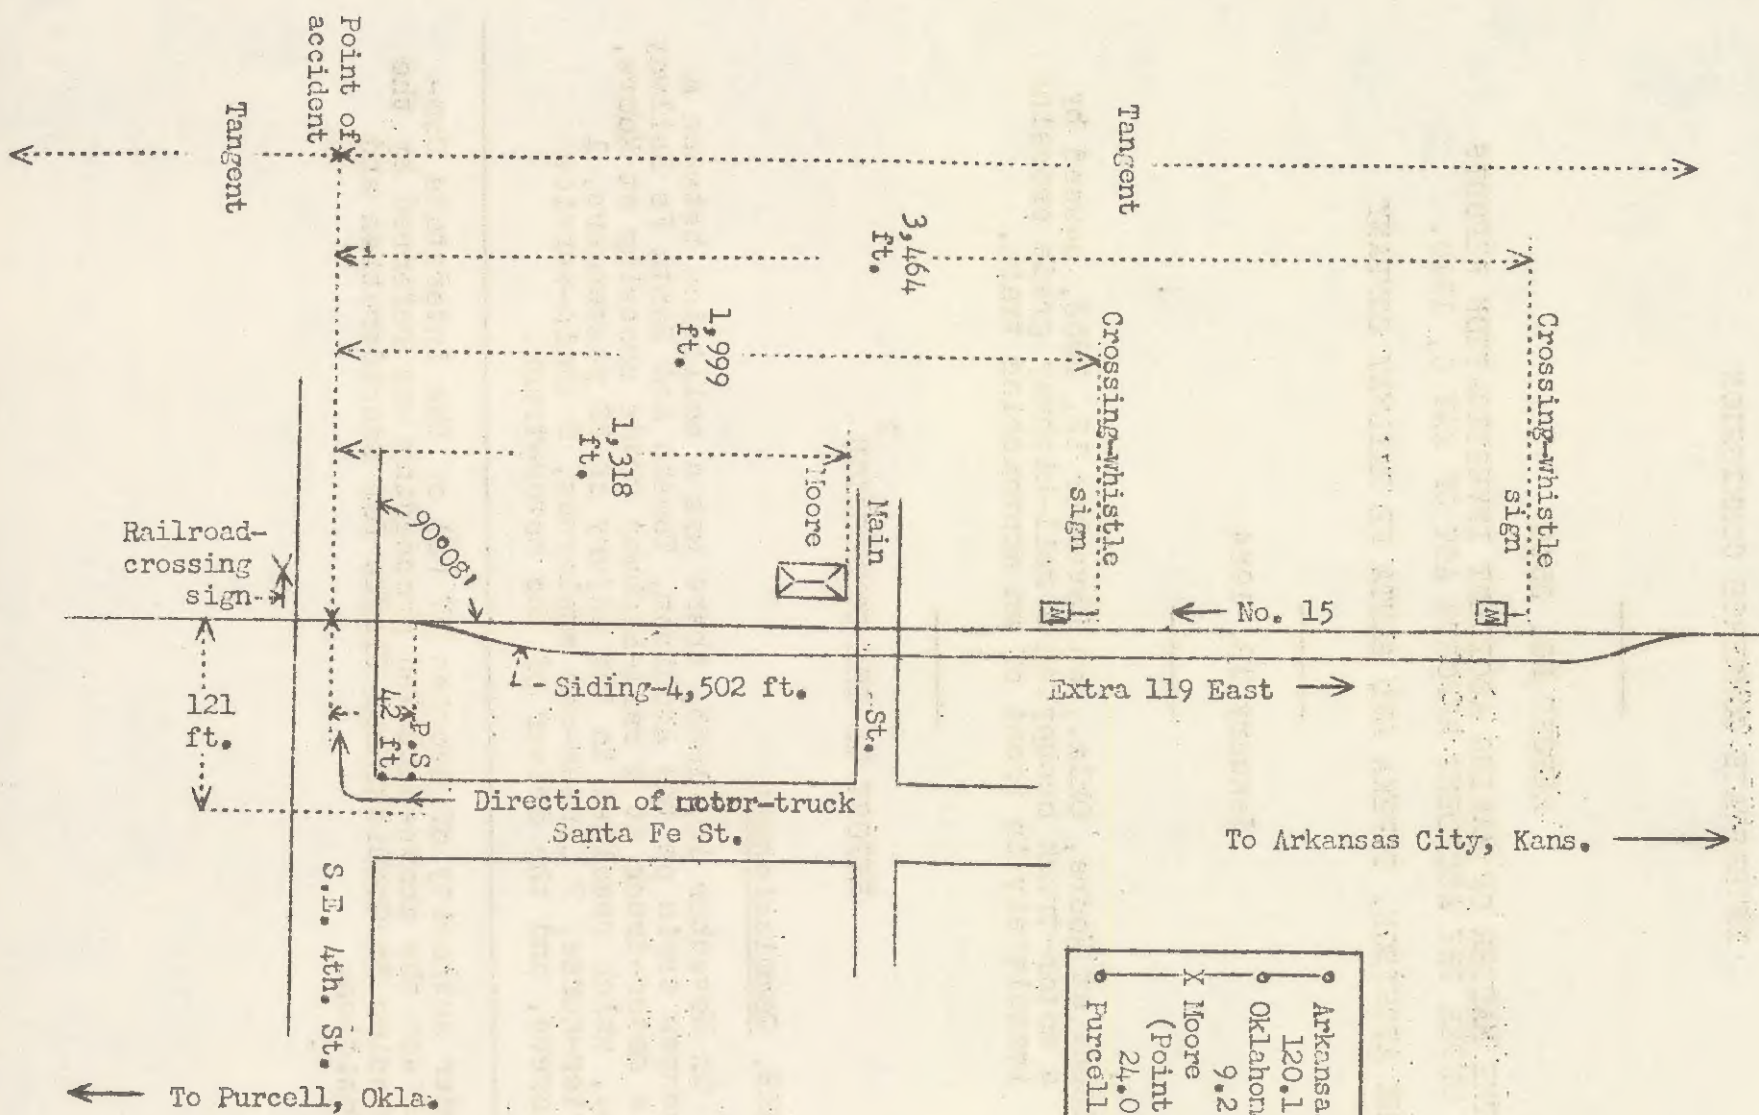 Point of
accident
Tangent
Tangent
3,464
ft.
1,999
ft.
1,318
ft.
Crossing-whistle
sign
Crossing-whistle
sign
Moore
Main
St.
90°08'
Railroad-
crossing
sign
W
W
No. 15
Siding-4,502 ft.
Extra 119 East
121
ft.
42 ft.
P.S
Direction of motor-truck
Santa Fe St.
To Arkansas City, Kans.
S.E. 4th. St.
To Purcell, Okla.
Arkansa
120.1
Oklahom
9.2
X Moore
(Point
24.0
Purcell